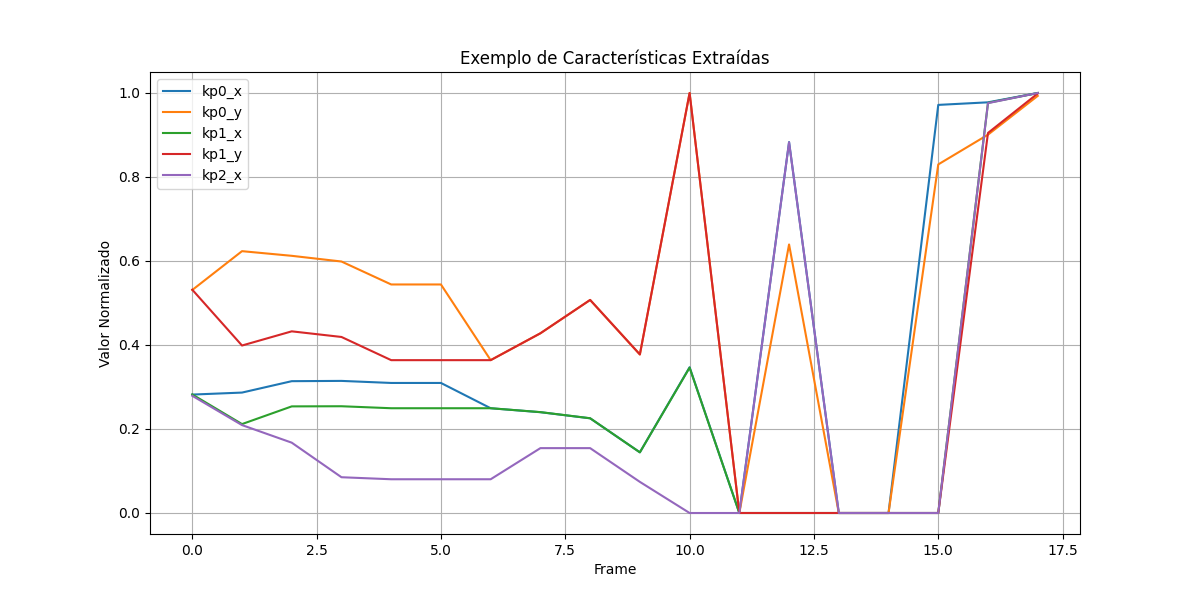 Exemplo de Características Extraídas
kp0_x
kp0_y
kp1_x
kp1_y
kp2_x
Valor Normalizado
1.0
0.8
0.6
0.4
0.2
0.0
0.0
2.5
5.0
7.5
10.0
12.5
15.0
17.5
Frame